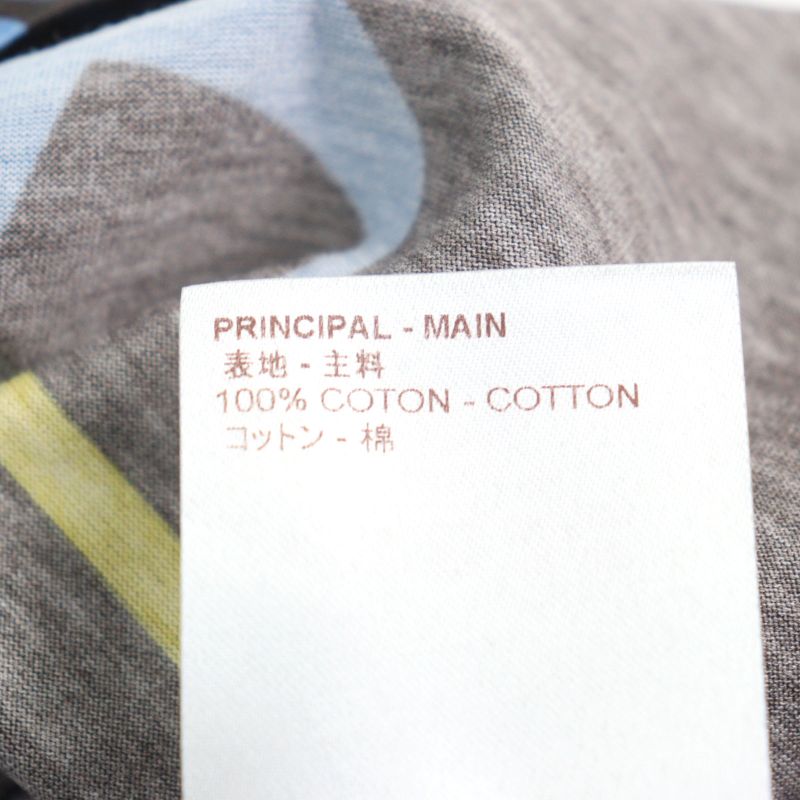 PRINCIPAL - MAIN
表地 - 主料
100% COTON - COTTON
コットン - 棉